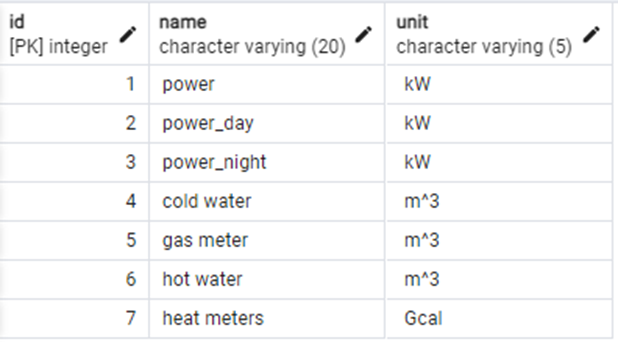 id name unit
[PK] integer character varying (20) character varying (5)
1 power kW
2 power_day kW
3 power_night kW
4 cold water m^3
5 gas meter m^3
6 hot water m^3
7 heat meters Gcal